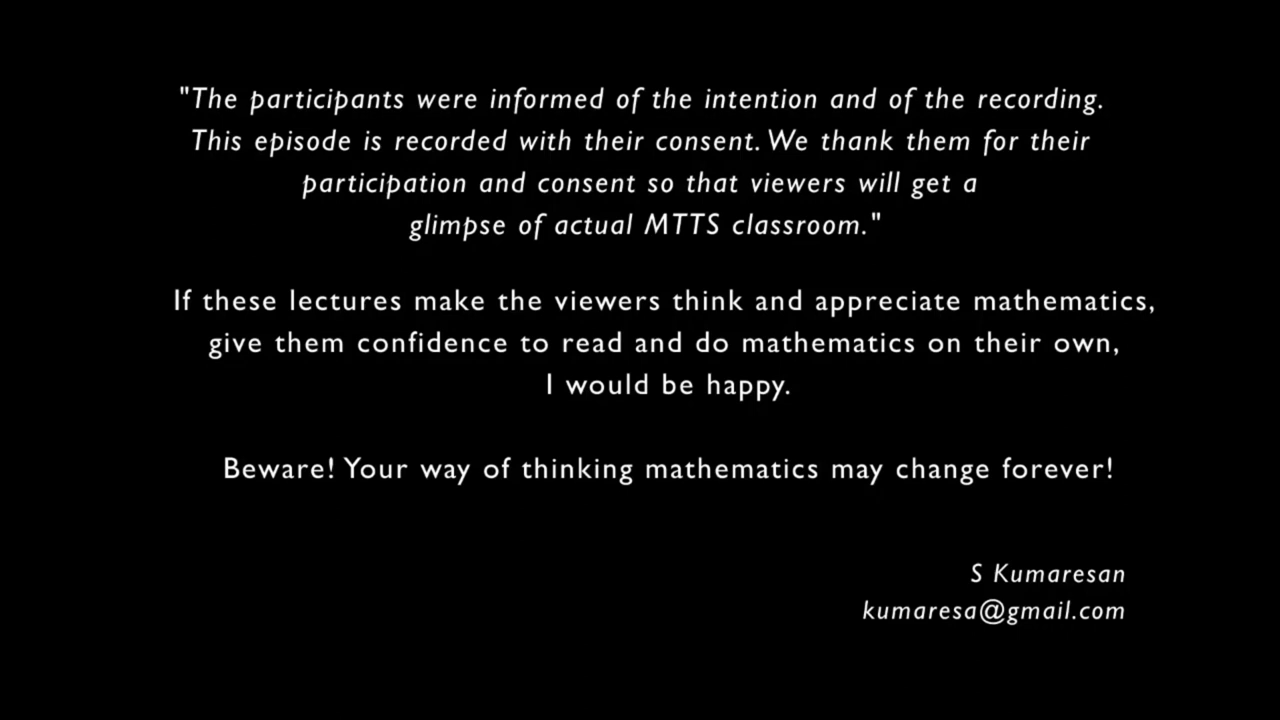 "The participants were informed of the intention and of the recording.
This episode is recorded with their consent. We thank them for their
participation and consent so that viewers will get a
glimpse of actual MTTS classroom."
If these lectures make the viewers think and appreciate mathematics,
give them confidence to read and do mathematics on their own,
I would be happy.
Beware! Your way of thinking mathematics may change forever!
S Kumaresan
kumaresa@gmail.com